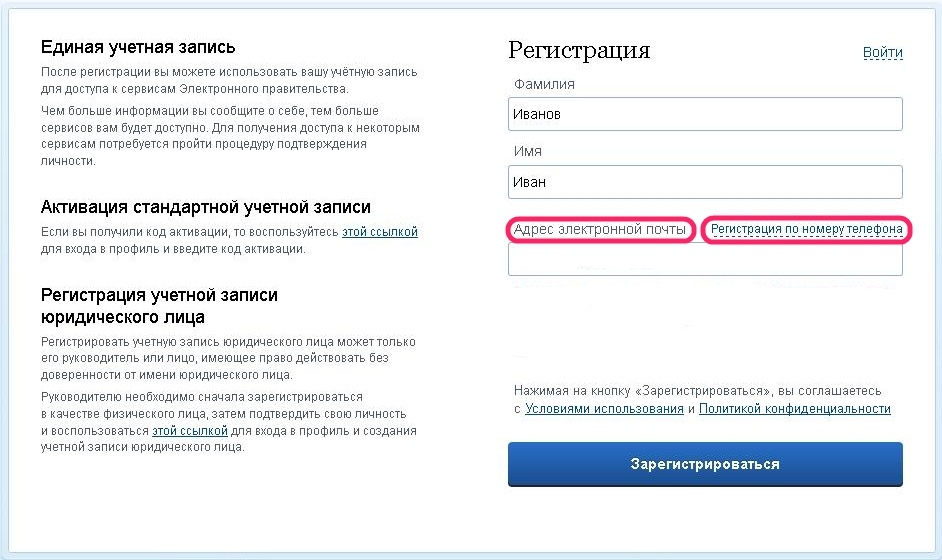 Единая учетная запись
После регистрации вы можете использовать вашу учётную запись
для доступа к сервисам Электронного правительства.
Чем больше информации вы сообщите о себе, тем больше
сервисов вам будет доступно. Для получения доступа к некоторым
сервисам потребуется пройти процедуру подтверждения
личности.
Активация стандартной учетной записи
Если вы получили код активации, то воспользуйтесь этой ссылкой
для входа в профиль и введите код активации.
Регистрация учетной записи
юридического лица
Регистрировать учетную запись юридического лица может только
его руководитель или лицо, имеющее право действовать без
доверенности от имени юридического лица.
Руководителю необходимо сначала зарегистрироваться
в качестве физического лица, затем подтвердить свою личность
и воспользоваться этой ссылкой для входа в профиль и создания
учетной записи юридического лица.
Регистрация
Войти
Фамилия
Иванов
Имя
Иван
Адрес электронной почты
Регистрация по номеру телефона
Нажимая на кнопку «Зарегистрироваться», вы соглашаетесь
с Условиями использования и Политикой конфиденциальности
Зарегистрироваться